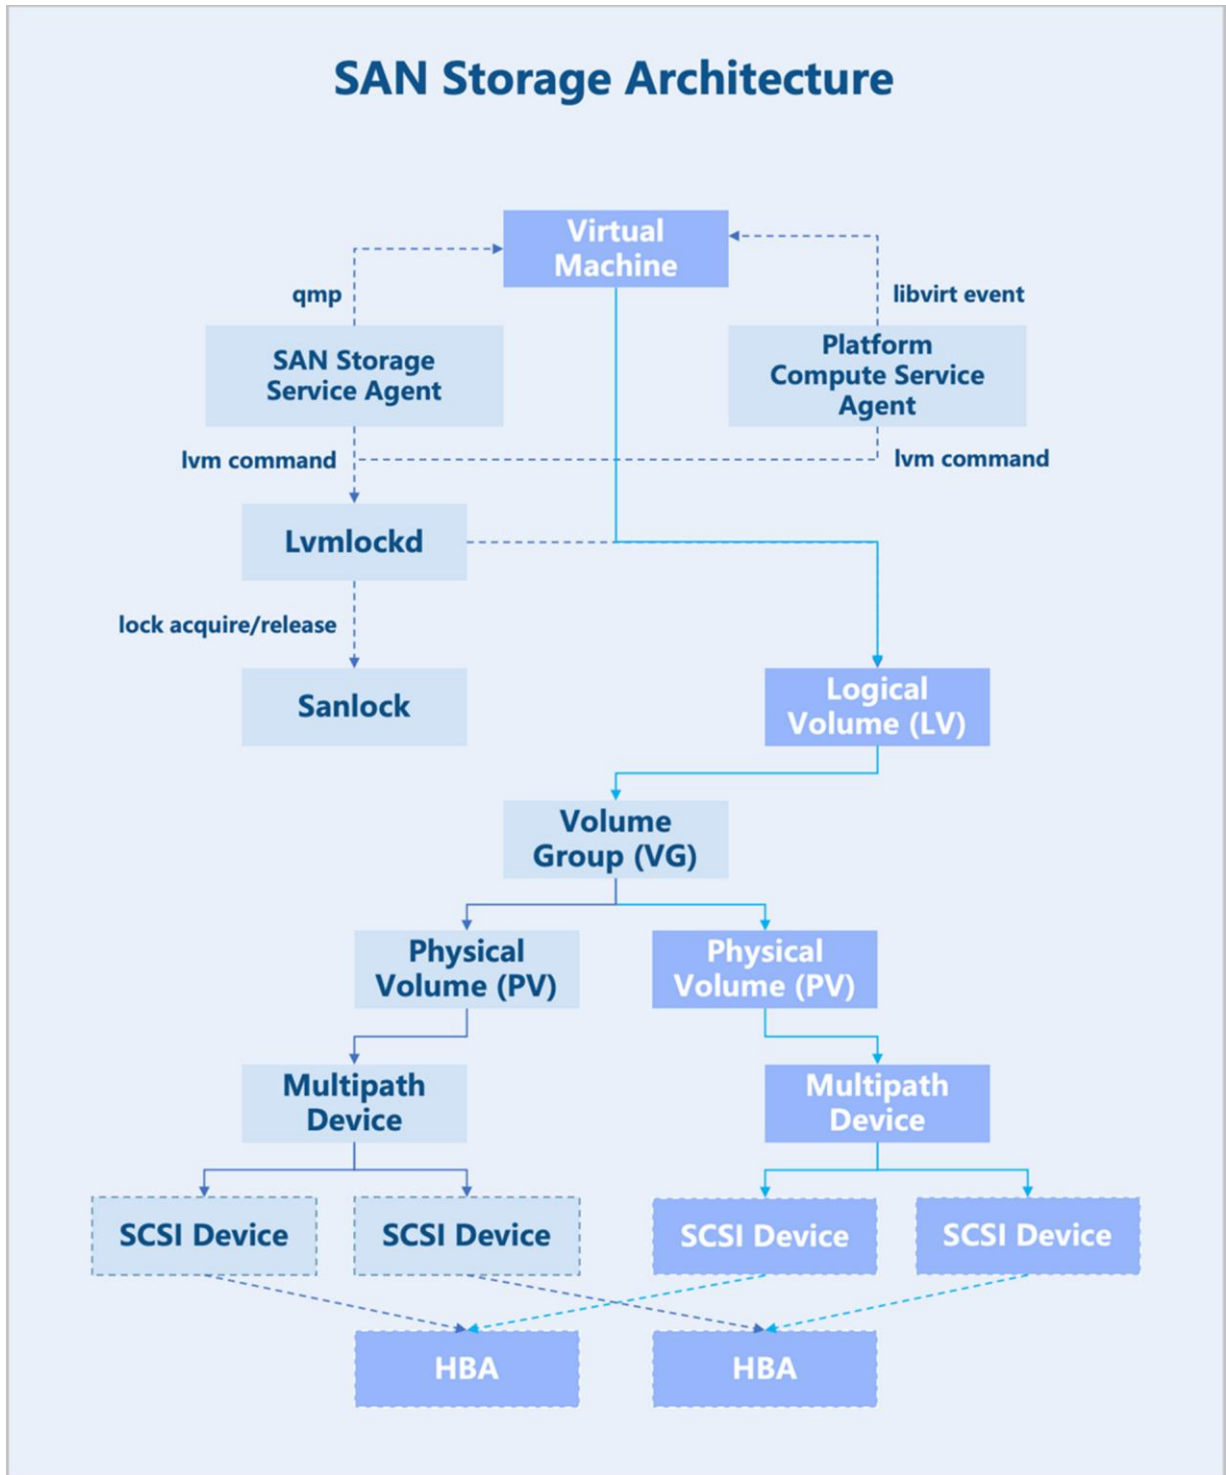 SAN Storage Architecture
Virtual
Machine
qmp
libvirt event
SAN Storage
Service Agent
Platform
Compute Service
Agent
lvm command
lvm command
Lvmlockd
lock acquire/release
Sanlock
Logical
Volume (LV)
Volume
Group (VG)
Physical
Volume (PV)
Physical
Volume (PV)
Multipath
Device
Multipath
Device
SCSI Device
SCSI Device
SCSI Device
SCSI Device
HBA
HBA